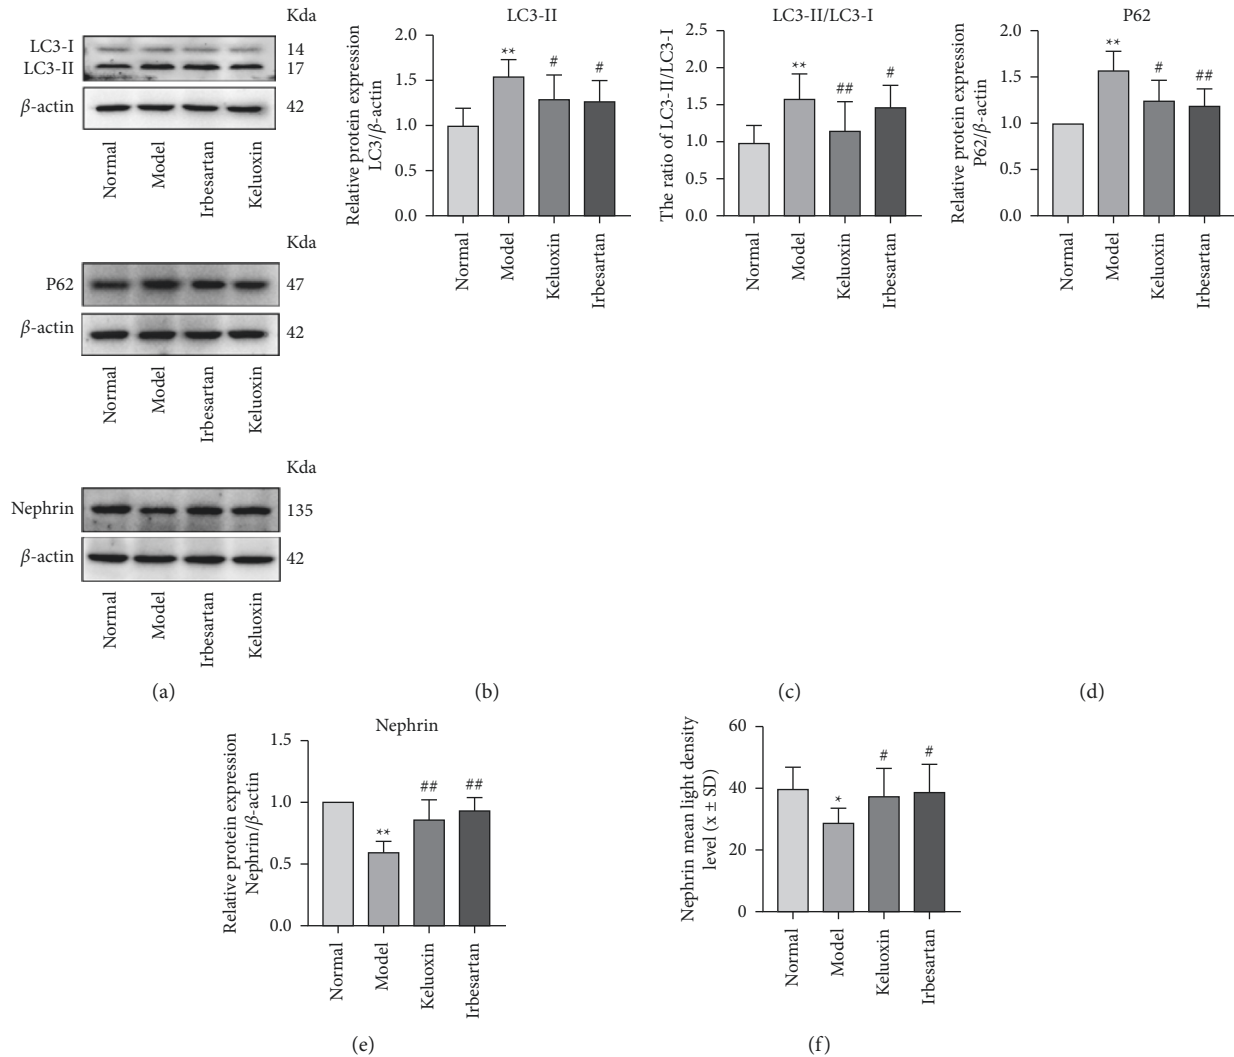 Kda
LC3-I
14
LC3-II
17
β-actin
42
Normal
Model
Irbesartan
Keluoxin
Kda
P62
47
β-actin
42
Normal
Model
Irbesartan
Keluoxin
Kda
Nephrin
135
β-actin
42
Normal
Model
Irbesartan
Keluoxin
(a)
LC3-II
Relative protein expression
LC3/β-actin
2.0
1.5
1.0
0.5
0.0
**
#
#
Normal
Model
Keluoxin
Irbesartan
(b)
LC3-II/LC3-I
The ratio of LC3-II/LC3-I
2.5
2.0
1.5
1.0
0.5
0.0
**
##
#
Normal
Model
Keluoxin
Irbesartan
(c)
P62
Relative protein expression
P62/β-actin
2.0
1.5
1.0
0.5
0.0
**
#
##
Normal
Model
Keluoxin
Irbesartan
(d)
Nephrin
Relative protein expression
Nephrin/β-actin
1.5
1.0
0.5
0.0
**
##
##
Normal
Model
Keluoxin
Irbesartan
(e)
Nephrin mean light density
level (x ± SD)
60
40
20
0
*
#
#
Normal
Model
Keluoxin
Irbesartan
(f)